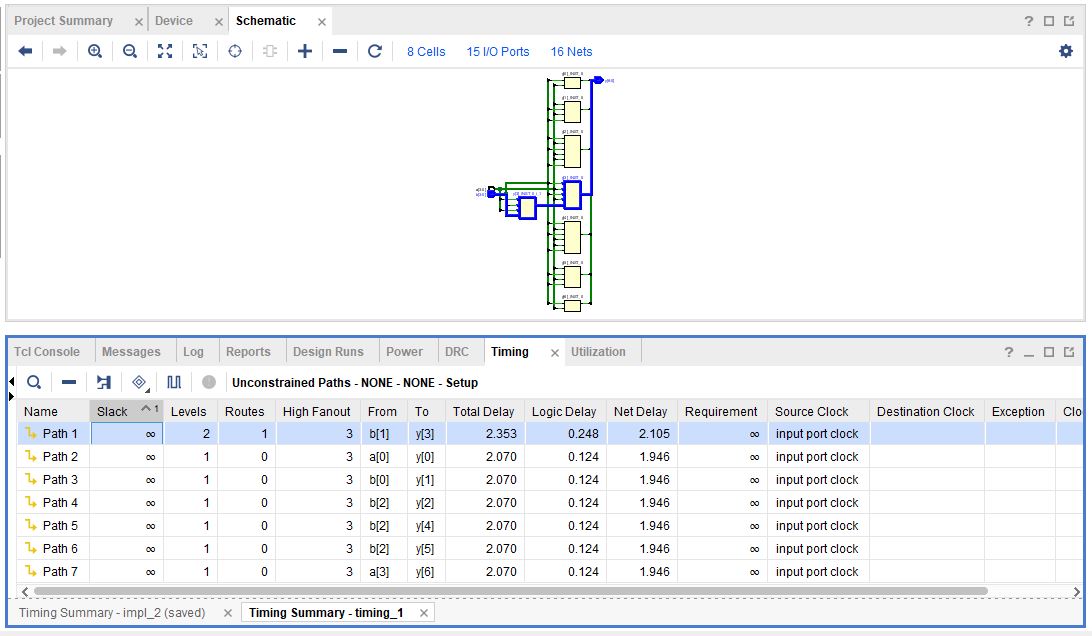 Project Summary × Device × Schematic × ?
8 Cells 15 I/O Ports 16 Nets
Tcl Console Messages Log Reports Design Runs Power DRC Timing × Utilization ?
Unconstrained Paths - NONE - NONE - Setup
Name Slack 1 Levels Routes High Fanout From To Total Delay Logic Delay Net Delay Requirement Source Clock Destination Clock Exception Clo
Path 1 ∞ 2 1 3 b[1] y[3] 2.353 0.248 2.105 ∞ input port clock
Path 2 ∞ 1 0 3 a[0] y[0] 2.070 0.124 1.946 ∞ input port clock
Path 3 ∞ 1 0 3 b[0] y[1] 2.070 0.124 1.946 ∞ input port clock
Path 4 ∞ 1 0 3 b[2] y[2] 2.070 0.124 1.946 ∞ input port clock
Path 5 ∞ 1 0 3 b[2] y[4] 2.070 0.124 1.946 ∞ input port clock
Path 6 ∞ 1 0 3 b[2] y[5] 2.070 0.124 1.946 ∞ input port clock
Path 7 ∞ 1 0 3 a[3] y[6] 2.070 0.124 1.946 ∞ input port clock
Timing Summary - impl_2 (saved) × Timing Summary - timing_1 ×